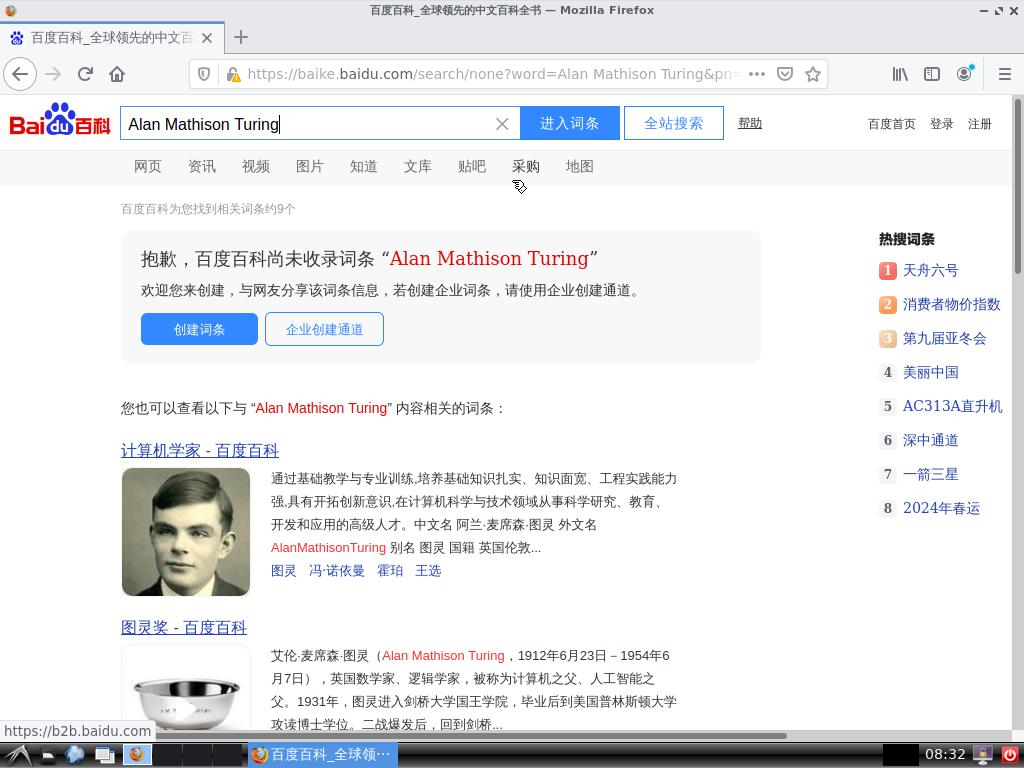 百度百科_全球领先的中文百科全书 — Mozilla Firefox
百度百科_全球领先的中文百
https://baike.baidu.com/search/none?word=Alan Mathison Turing&pn=
Baidu百科
Alan Mathison Turing
进入词条
全站搜索
帮助
百度首页
登录
注册
网页
资讯
视频
图片
知道
文库
贴吧
采购
地图
百度百科为您找到相关词条约9个
抱歉，百度百科尚未收录词条 “Alan Mathison Turing”
欢迎您来创建，与网友分享该词条信息，若创建企业词条，请使用企业创建通道。
创建词条
企业创建通道
您也可以查看以下与 “Alan Mathison Turing” 内容相关的词条：
计算机学家 - 百度百科
通过基础教学与专业训练,培养基础知识扎实、知识面宽、工程实践能力
强,具有开拓创新意识,在计算机科学与技术领域从事科学研究、教育、
开发和应用的高级人才。中文名 阿兰·麦席森·图灵 外文名
AlanMathisonTuring 别名 图灵 国籍 英国伦敦...
图灵 冯·诺依曼 霍珀 王选
图灵奖 - 百度百科
艾伦·麦席森·图灵（Alan Mathison Turing，1912年6月23日－1954年6
月7日），英国数学家、逻辑学家，被称为计算机之父、人工智能之
父。1931年，图灵进入剑桥大学国王学院，毕业后到美国普林斯顿大学
攻读博士学位。二战爆发后，回到剑桥...
热搜词条
1 天舟六号
2 消费者物价指数
3 第九届亚冬会
4 美丽中国
5 AC313A直升机
6 深中通道
7 一箭三星
8 2024年春运
https://b2b.baidu.com
百度百科_全球领···
08:32